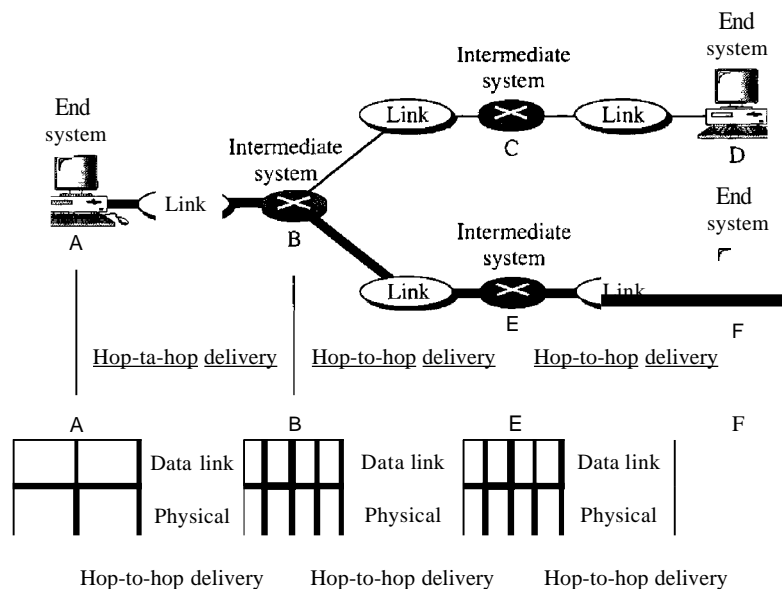 End
system
Intermediate
system
Link
C
Link
D
End
system
A
Link
Intermediate
system
B
End
system
Intermediate
system
Link
E
Link
F
Hop-ta-hop delivery
Hop-to-hop delivery
Hop-to-hop delivery
A
B
E
F
Data link
Data link
Data link
Physical
Physical
Physical
Hop-to-hop delivery
Hop-to-hop delivery
Hop-to-hop delivery